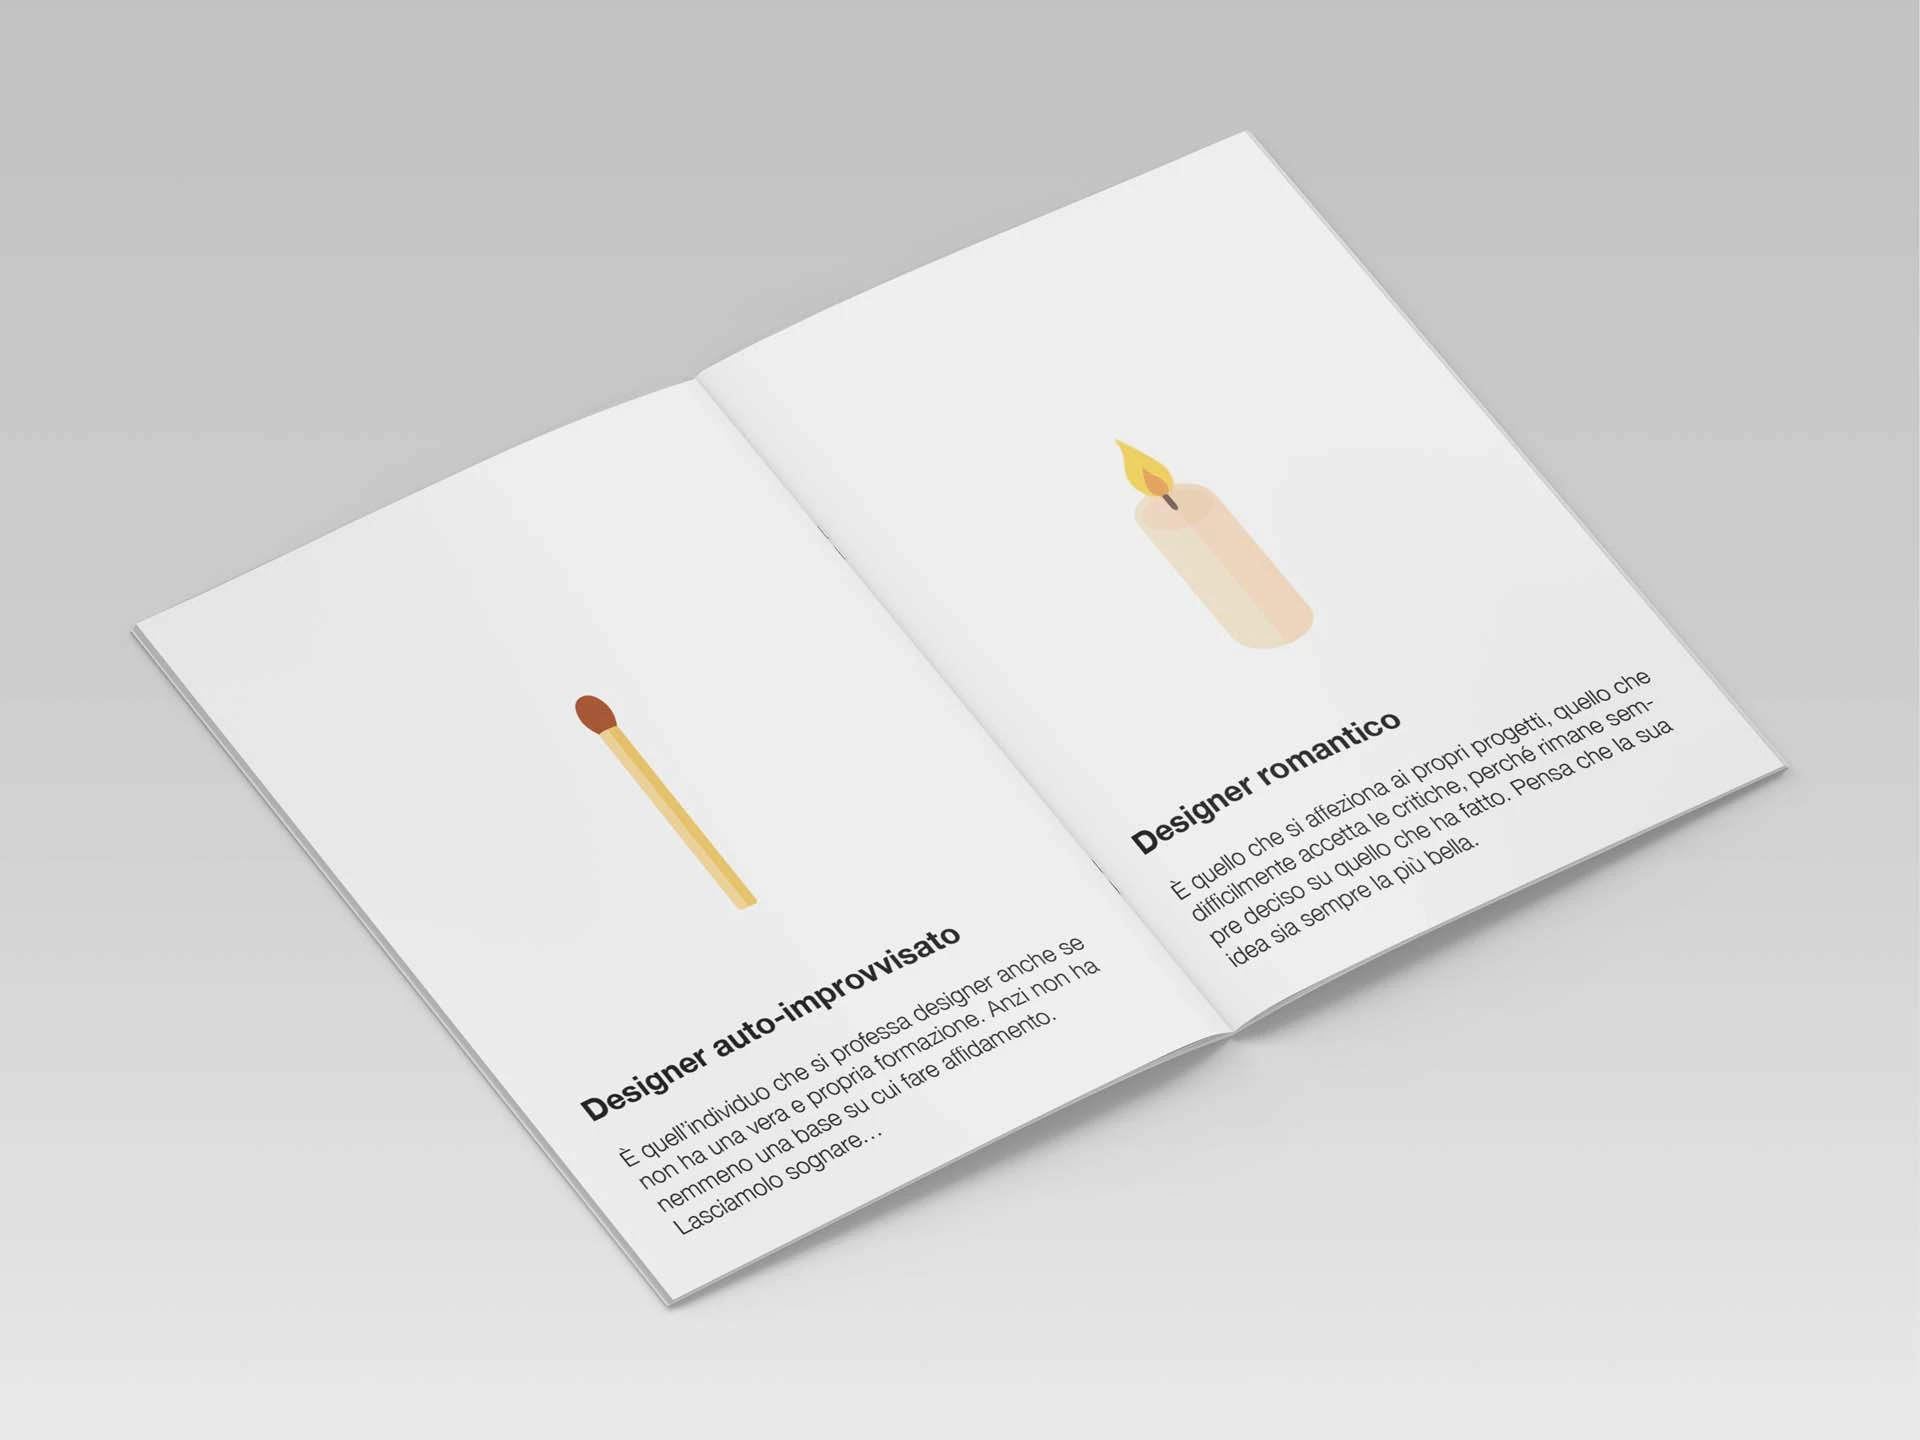 Designer auto-improvvisato
È quell'individuo che si professa designer anche se
non ha una vera e propria formazione. Anzi non ha
nemmeno una base su cui fare affidamento.
Lasciamolo sognare...
Designer romantico
È quello che si affeziona ai propri progetti, quello che
difficilmente accetta le critiche, perché rimane sem-
pre deciso su quello che ha fatto. Pensa che la sua
idea sia sempre la più bella.